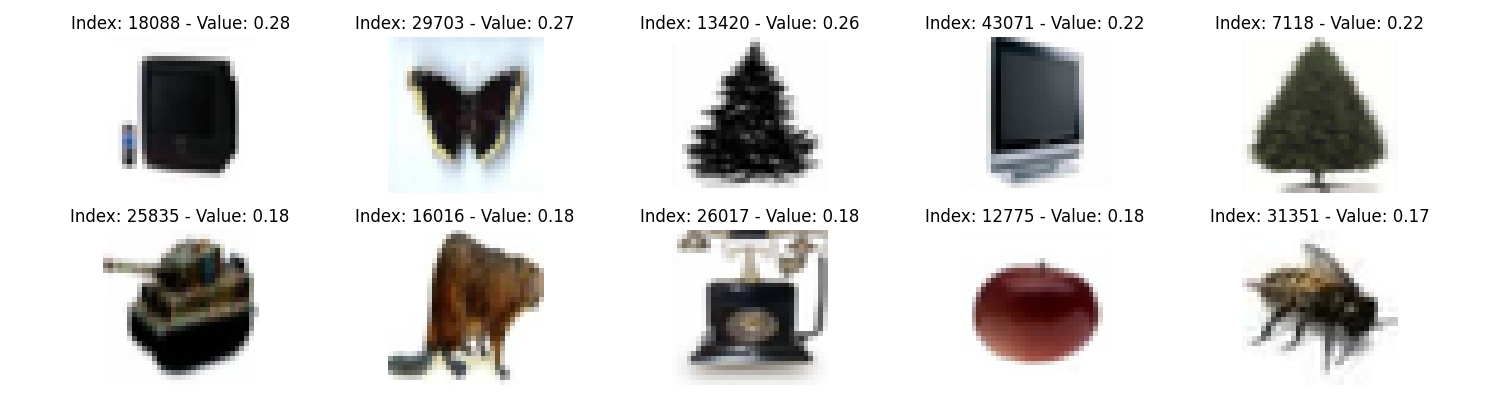 Index: 18088 - Value: 0.28
Index: 29703 - Value: 0.27
Index: 13420 - Value: 0.26
Index: 43071 - Value: 0.22
Index: 7118 - Value: 0.22
Index: 25835 - Value: 0.18
Index: 16016 - Value: 0.18
Index: 26017 - Value: 0.18
Index: 12775 - Value: 0.18
Index: 31351 - Value: 0.17